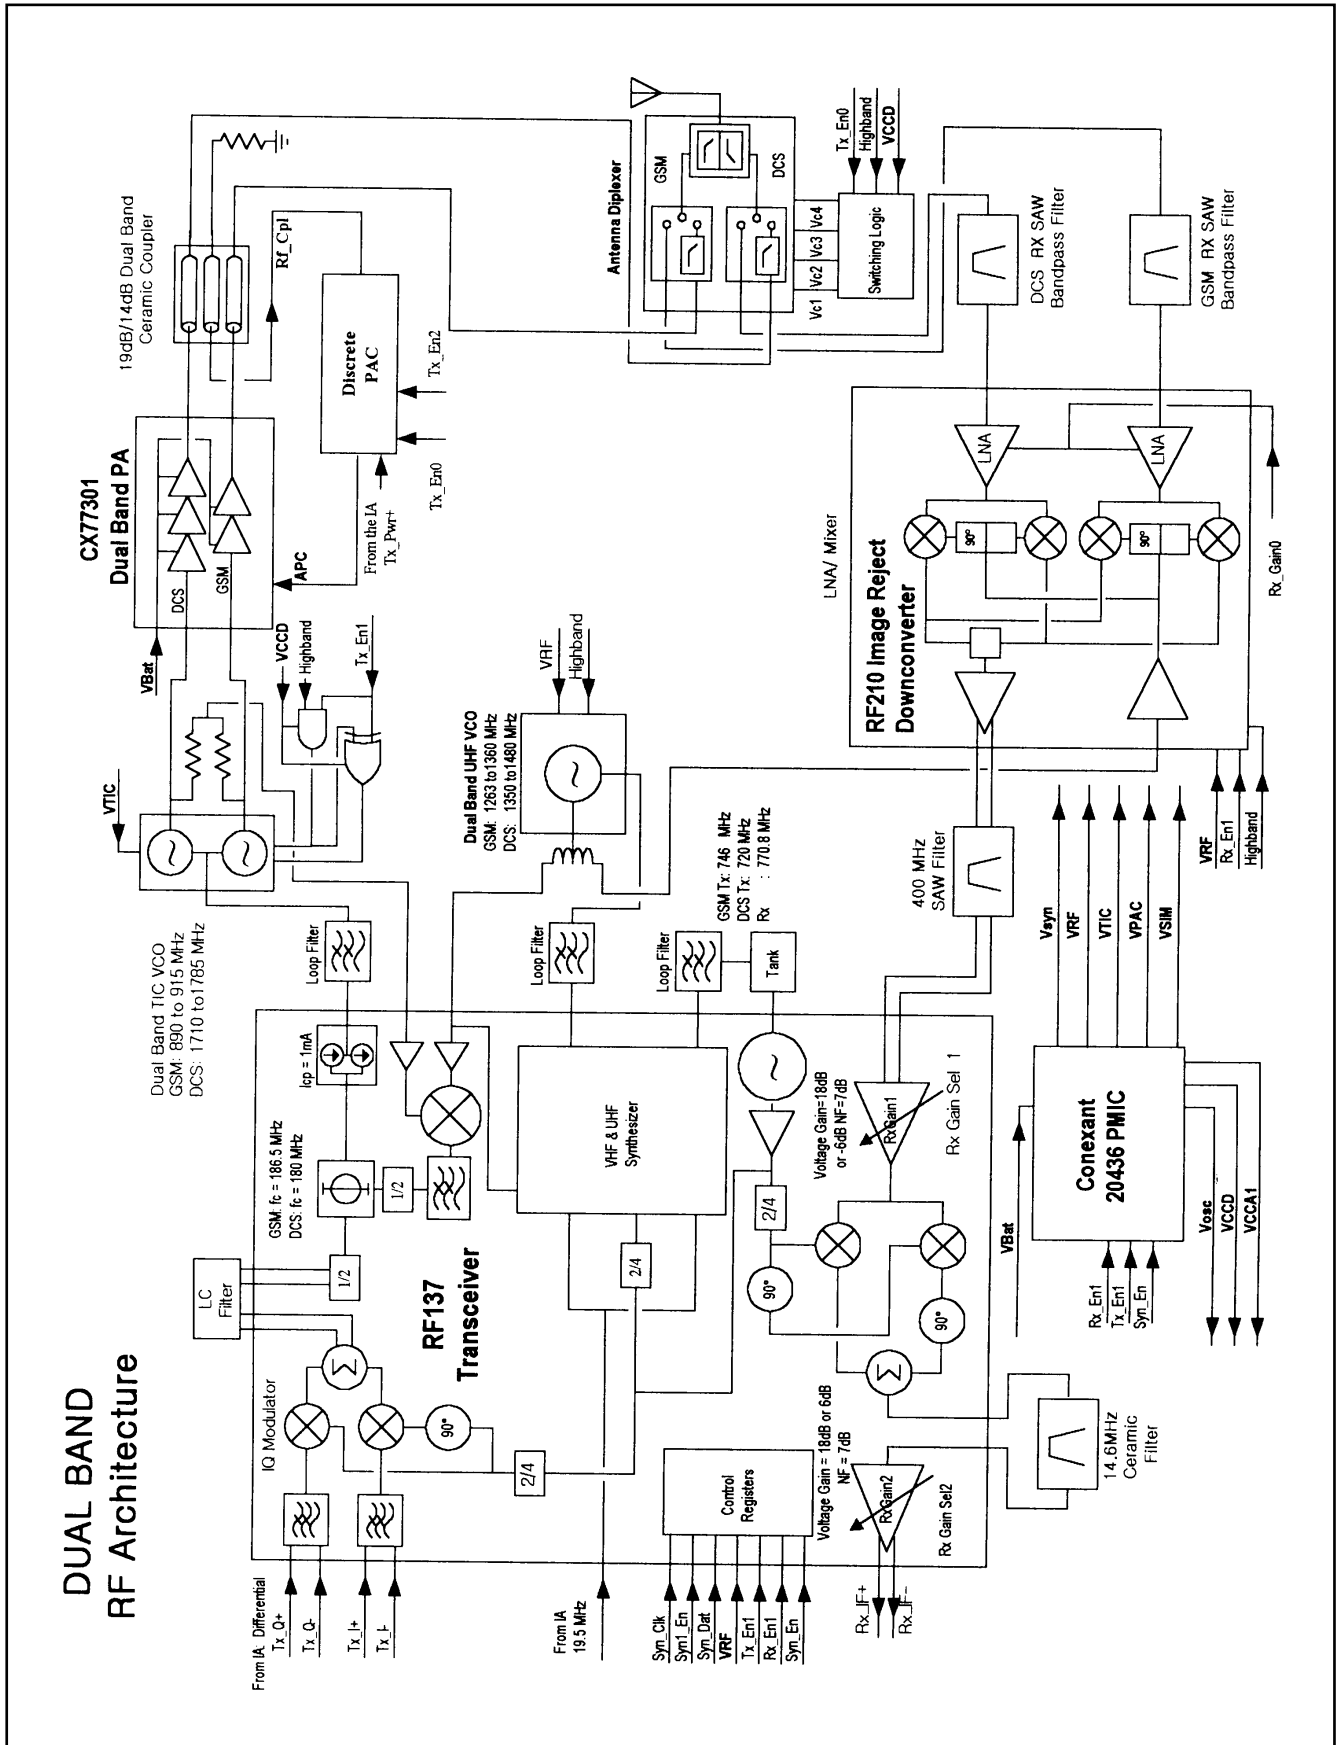 DUAL BAND
RF Architecture
From IA: Differential
Tx_Q+
Tx_Q-
Tx_I+
Tx_I-
From IA
19.5 MHz
Syn_Clk
Syn1_En
Syn_Dat
VRF
Tx_En1
Rx_En1
Syn_En
Rx_IF+
Rx_IF-
LC
Filter
IQ Modulator
90°
2/4
Σ
1/2
RF137
Transceiver
GSM: fc = 186.5 MHz
DCS: fc = 180 MHz
1/2
Icp = 1mA
VHF & UHF
Synthesizer
2/4
Control
Registers
Voltage Gain = 18dB or 6dB
NF = 7dB
RxGain2
Rx Gain Sel2
Σ
90°
90°
2/4
Voltage Gain=18dB
or -6dB NF=7dB
RxGain1
Rx Gain Sel 1
14.6MHz
Ceramic
Filter
Dual Band TIC VCO
GSM: 890 to 915 MHz
DCS: 1710 to1785 MHz
Loop Filter
VTIC
Loop Filter
Loop Filter
Tank
GSM Tx: 746 MHz
DCS Tx: 720 MHz
Rx : 770.8 MHz
Dual Band UHF VCO
GSM: 1263 to1360 MHz
DCS: 1350 to1480 MHz
VRF
Highband
VCCD
Highband
Tx_En1
VBat
CX77301
Dual Band PA
DCS
GSM
APC
19dB/14dB Dual Band
Ceramic Coupler
Rf_Cpl
Discrete
PAC
From the IA
Tx_Pwr+
Tx_En0
Tx_En2
Antenna Diplexer
GSM
DCS
Vc1
Vc2
Vc3
Vc4
Switching Logic
Tx_En0
Highband
VCCD
DCS RX SAW
Bandpass Filter
GSM RX SAW
Bandpass Filter
LNA/ Mixer
RF210 Image Reject
Downconverter
LNA
LNA
90°
90°
Rx_Gain0
VRF
Rx_En1
Highband
400 MHz
SAW Filter
Conexant
20436 PMIC
VBat
Rx_En1
Tx_En1
Syn_En
Vsyn
VRF
VTIC
VPAC
VSIM
Vosc
VCCD
VCCA1